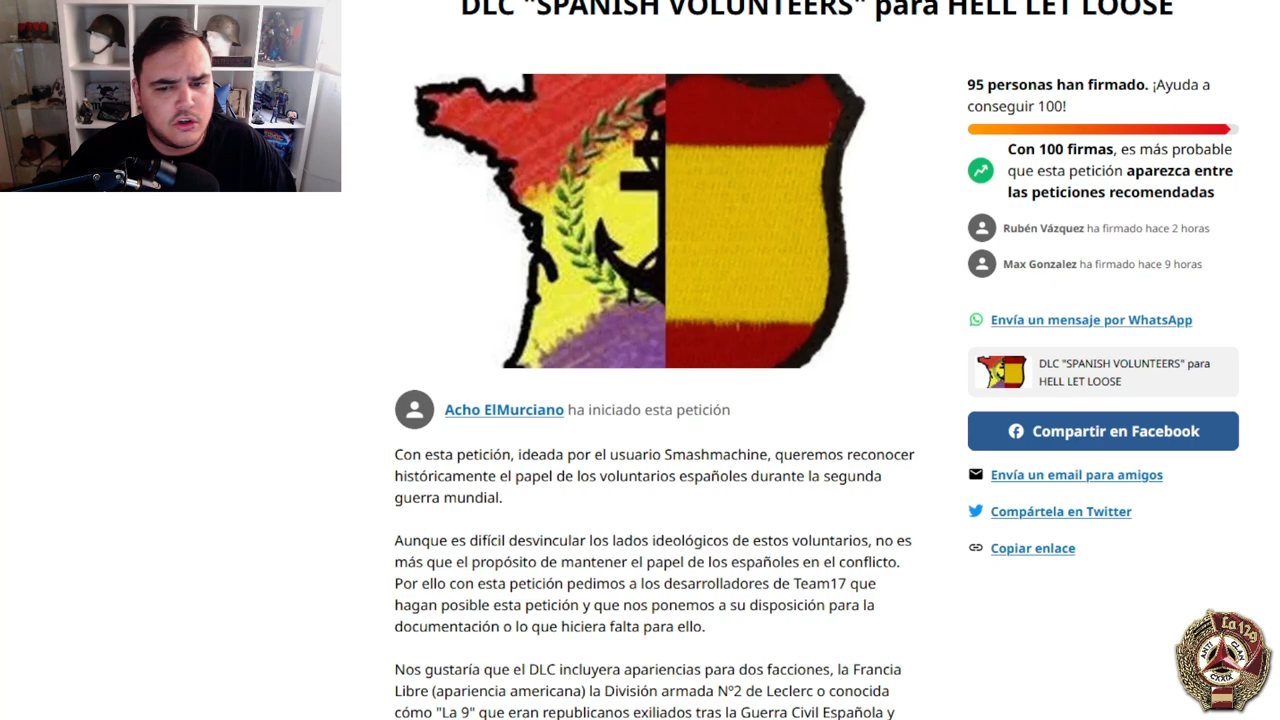 DLC "SPANISH VOLUNTEERS" para HELL LET LOOSE
95 personas han firmado. ¡Ayuda a
conseguir 100!
Con 100 firmas, es más probable
que esta petición aparezca entre
las peticiones recomendadas
Rubén Vázquez ha firmado hace 2 horas
Max Gonzalez ha firmado hace 9 horas
Envía un mensaje por WhatsApp
DLC "SPANISH VOLUNTEERS" para
HELL LET LOOSE
Compartir en Facebook
Envía un email para amigos
Compártela en Twitter
Copiar enlace
Acho ElMurciano ha iniciado esta petición
Con esta petición, ideada por el usuario Smashmachine, queremos reconocer
históricamente el papel de los voluntarios españoles durante la segunda
guerra mundial.
Aunque es difícil desvincular los lados ideológicos de estos voluntarios, no es
más que el propósito de mantener el papel de los españoles en el conflicto.
Por ello con esta petición pedimos a los desarrolladores de Team17 que
hagan posible esta petición y que nos ponemos a su disposición para la
documentación o lo que hiciera falta para ello.
Nos gustaría que el DLC incluyera apariencias para dos facciones, la Francia
Libre (apariencia americana) la División armada Nº2 de Leclerc o conocida
cómo "La 9" que eran republicanos exiliados tras la Guerra Civil Española y
La 129
ANTI
CLAN
CXXIX